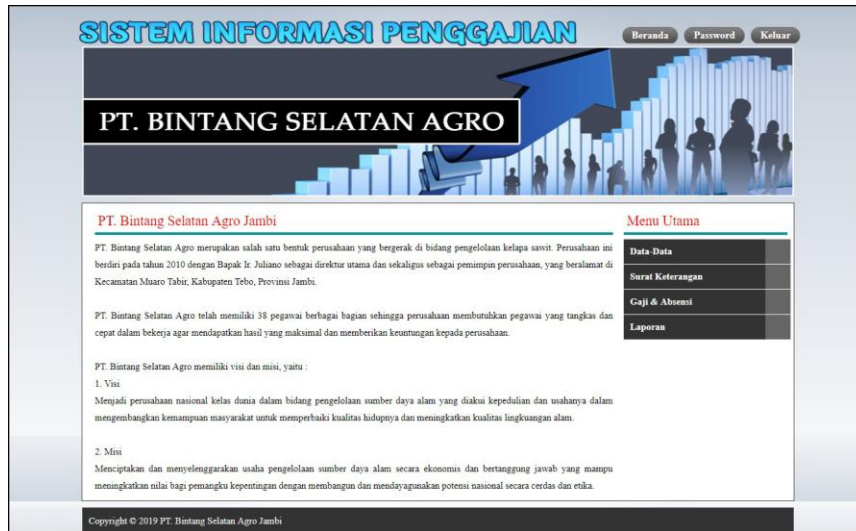 SISTEM INFORMASI PENGGAJIAN
Beranda Password Keluar
PT. BINTANG SELATAN AGRO
PT. Bintang Selatan Agro Jambi
PT. Bintang Selatan Agro merupakan salah satu bentuk perusahaan yang bergerak di bidang pengelolaan kelapa sawit. Perusahaan ini
berdiri pada tahun 2010 dengan Bapak Ir. Juliano sebagai direktur utama dan sekaligus sebagai pemimpin perusahaan, yang beralamat di
Kecamatan Muaro Tabir, Kabupaten Tebo, Provinsi Jambi.
PT. Bintang Selatan Agro telah memiliki 38 pegawai berbagai bagian sehingga perusahaan membutuhkan pegawai yang tangkas dan
cepat dalam bekerja agar mendapatkan hasil yang maksimal dan memberikan keuntungan kepada perusahaan.
PT. Bintang Selatan Agro memiliki visi dan misi, yaitu :
1. Visi
Menjadi perusahaan nasional kelas dunia dalam bidang pengelolaan sumber daya alam yang diakui kepedulian dan usahanya dalam
mengembangkan kemampuan masyarakat untuk memperbaiki kualitas hidupnya dan meningkatkan kualitas lingkuangan alam.
2. Misi
Menciptakan dan menyelenggarakan usaha pengelolaan sumber daya alam secara ekonomis dan bertanggung jawab yang mampu
meningkatkan nilai bagi pemangku kepentingan dengan membangun dan mendayagunakan potensi nasional secara cerdas dan etika.
Menu Utama
Data-Data
Surat Keterangan
Gaji & Absensi
Laporan
Copyright © 2019 PT. Bintang Selatan Agro Jambi